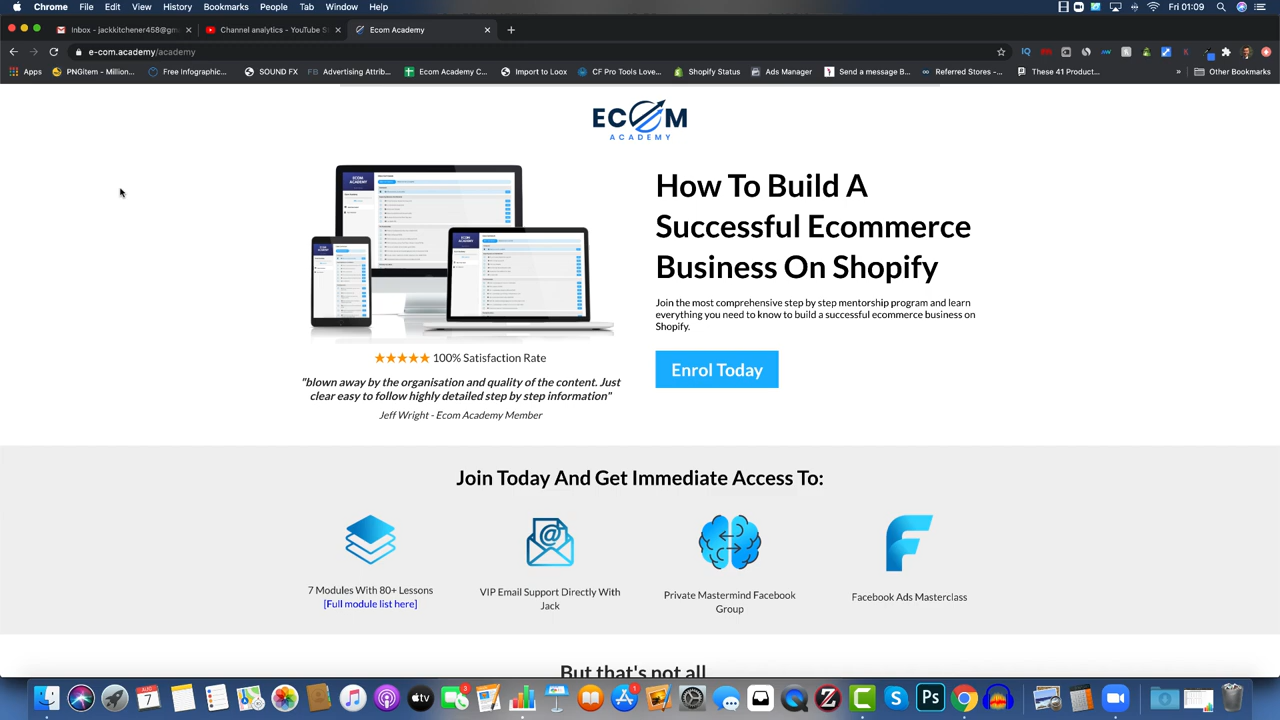 Chrome File Edit View History Bookmarks People Tab Window Help
Fri 01:09
Inbox - jackkitchener468@gm
Channel analytics - YouTube S
Ecom Academy
e-com.academy/academy
Apps
PNGitem - Million...
Free Infographic...
SOUND FX
FB Advertising Attrib...
Ecom Academy C...
Import to Loox
CF Pro Tools Love...
Shopify Status
Ads Manager
Send a message B...
Referred Stores -...
These 41 Product...
»
Other Bookmarks
ECOM
ACADEMY
How To Build A
Successful Ecommerce
Business On Shopify
Join the most comprehensive step by step mentorship program and learn
everything you need to know to build a successful ecommerce business on
Shopify.
Enrol Today
100% Satisfaction Rate
"blown away by the organisation and quality of the content. Just
clear easy to follow highly detailed step by step information"
Jeff Wright - Ecom Academy Member
Join Today And Get Immediate Access To:
7 Modules With 80+ Lessons
[Full module list here]
VIP Email Support Directly With
Jack
Private Mastermind Facebook
Group
Facebook Ads Masterclass
But that's not all